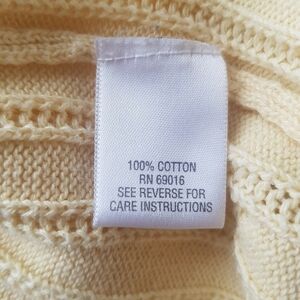 100% COTTON
RN 69016
SEE REVERSE FOR
CARE INSTRUCTIONS